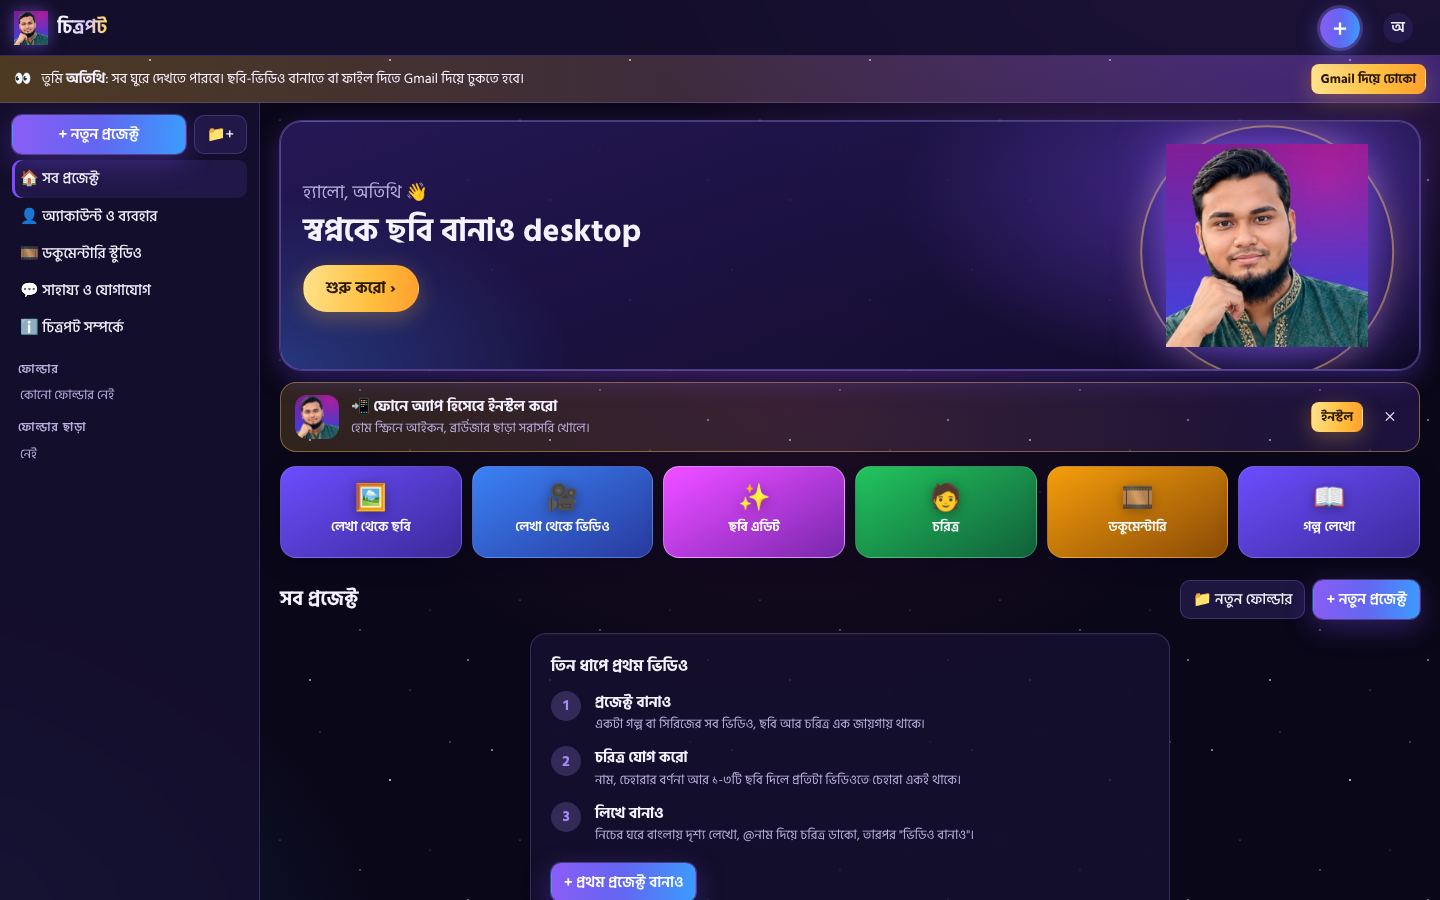 চিত্রপট
+
অ
👀 তুমি অতিথি: সব ঘুরে দেখতে পারবে। ছবি-ভিডিও বানাতে বা ফাইল দিতে Gmail দিয়ে ঢুকতে হবে।
Gmail দিয়ে ঢোকো
+ নতুন প্রজেক্ট
📁+
🏠 সব প্রজেক্ট
👤 অ্যাকাউন্ট ও ব্যবহার
🎞️ ডকুমেন্টারি স্টুডিও
💬 সাহায্য ও যোগাযোগ
ℹ️ চিত্রপট সম্পর্কে
ফোল্ডার
কোনো ফোল্ডার নেই
ফোল্ডার ছাড়া
নেই
হ্যালো, অতিথি 👋
স্বপ্নকে ছবি বানাও desktop
শুরু করো ›
📲 ফোনে অ্যাপ হিসেবে ইনস্টল করো
হোম স্ক্রিনে আইকন, ব্রাউজার ছাড়া সরাসরি খোলে।
ইনস্টল
×
লেখা থেকে ছবি
লেখা থেকে ভিডিও
ছবি এডিট
চরিত্র
ডকুমেন্টারি
গল্প লেখো
সব প্রজেক্ট
📁 নতুন ফোল্ডার
+ নতুন প্রজেক্ট
তিন ধাপে প্রথম ভিডিও
1
প্রজেক্ট বানাও
একটা গল্প বা সিরিজের সব ভিডিও, ছবি আর চরিত্র এক জায়গায় থাকে।
2
চরিত্র যোগ করো
নাম, চেহারার বর্ণনা আর ১-৩টি ছবি দিলে প্রতিটা ভিডিওতে চেহারা একই থাকে।
3
লিখে বানাও
নিচের ঘরে বাংলায় দৃশ্য লেখো, @নাম দিয়ে চরিত্র ডাকো, তারপর "ভিডিও বানাও"।
+ প্রথম প্রজেক্ট বানাও